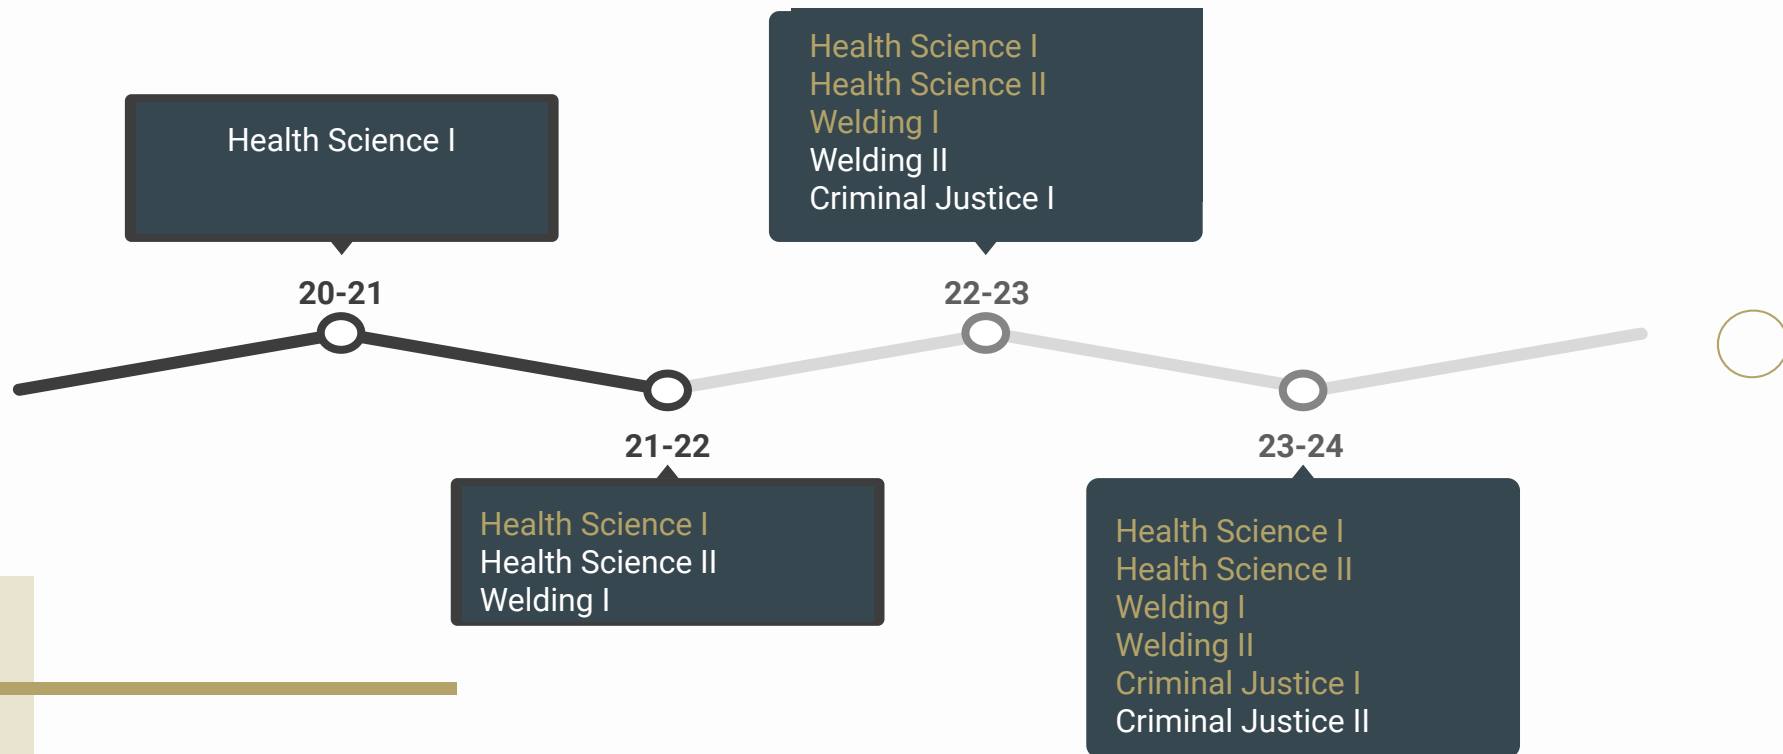 Health Science I
20-21
21-22
Health Science I
Health Science II
Welding I
Health Science I
Health Science II
Welding I
Welding II
Criminal Justice I
22-23
23-24
Health Science I
Health Science II
Welding I
Welding II
Criminal Justice I
Criminal Justice II